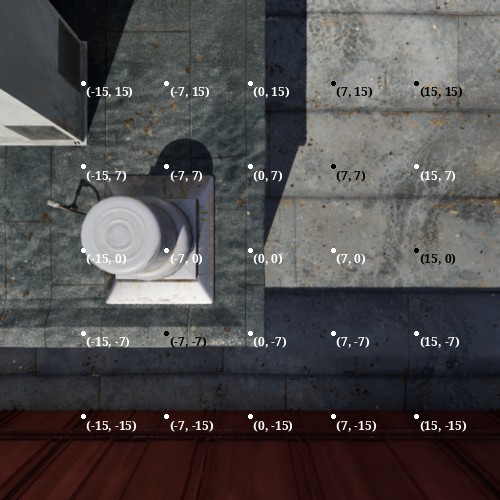 (-15, 15) (-7, 15) (0, 15) (7, 15) (15, 15)
(-15, 7) (-7, 7) (0, 7) (7, 7) (15, 7)
(-15, 0) (-7, 0) (0, 0) (7, 0) (15, 0)
(-15, -7) (-7, -7) (0, -7) (7, -7) (15, -7)
(-15, -15) (-7, -15) (0, -15) (7, -15) (15, -15)